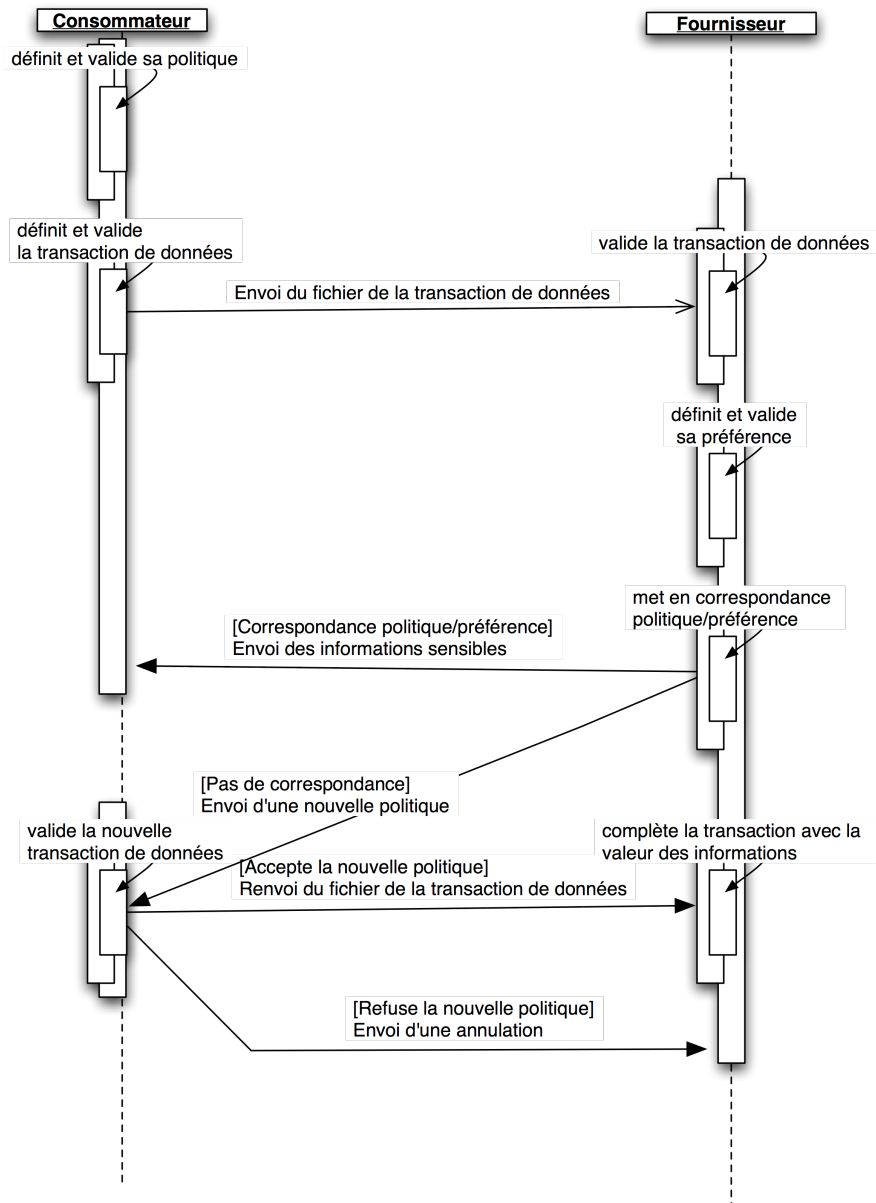 Consommateur
Fournisseur
définit et valide sa politique
définit et valide
la transaction de données
valide la transaction de données
Envoi du fichier de la transaction de données
définit et valide
sa préférence
met en correspondance
politique/préférence
[Correspondance politique/préférence]
Envoi des informations sensibles
[Pas de correspondance]
Envoi d'une nouvelle politique
valide la nouvelle
transaction de données
complète la transaction avec la
valeur des informations
[Accepte la nouvelle politique]
Renvoi du fichier de la transaction de données
[Refuse la nouvelle politique]
Envoi d'une annulation